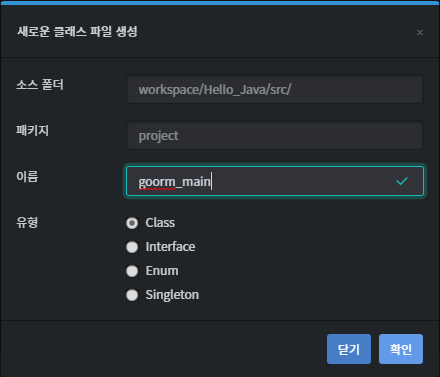 새로운 클래스 파일 생성
×
소스 폴더
workspace/Hello_Java/src/
패키지
project
이름
goorm_main
유형
Class
Interface
Enum
Singleton
닫기
확인